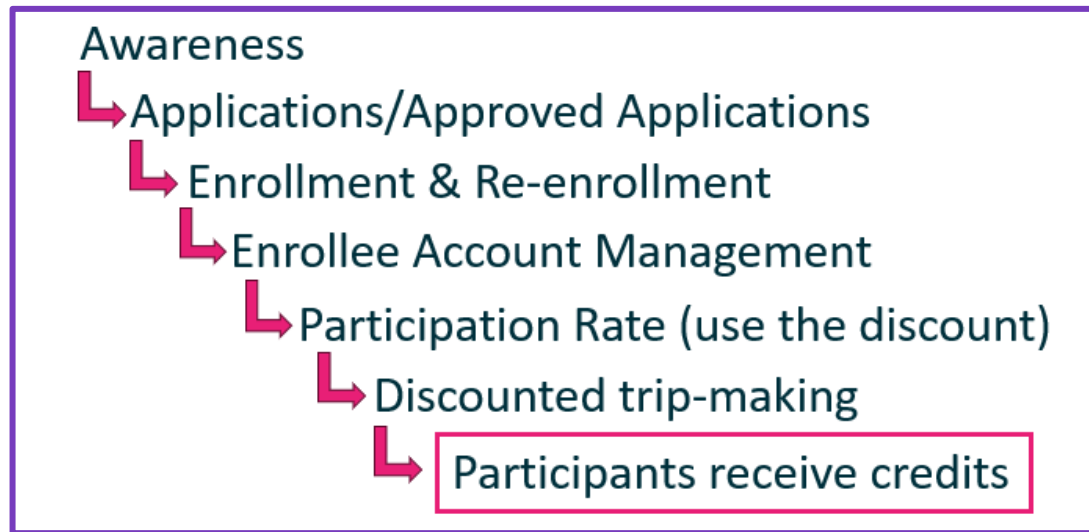 Awareness
Applications/Approved Applications
Enrollment & Re-enrollment
Enrollee Account Management
Participation Rate (use the discount)
Discounted trip-making
Participants receive credits